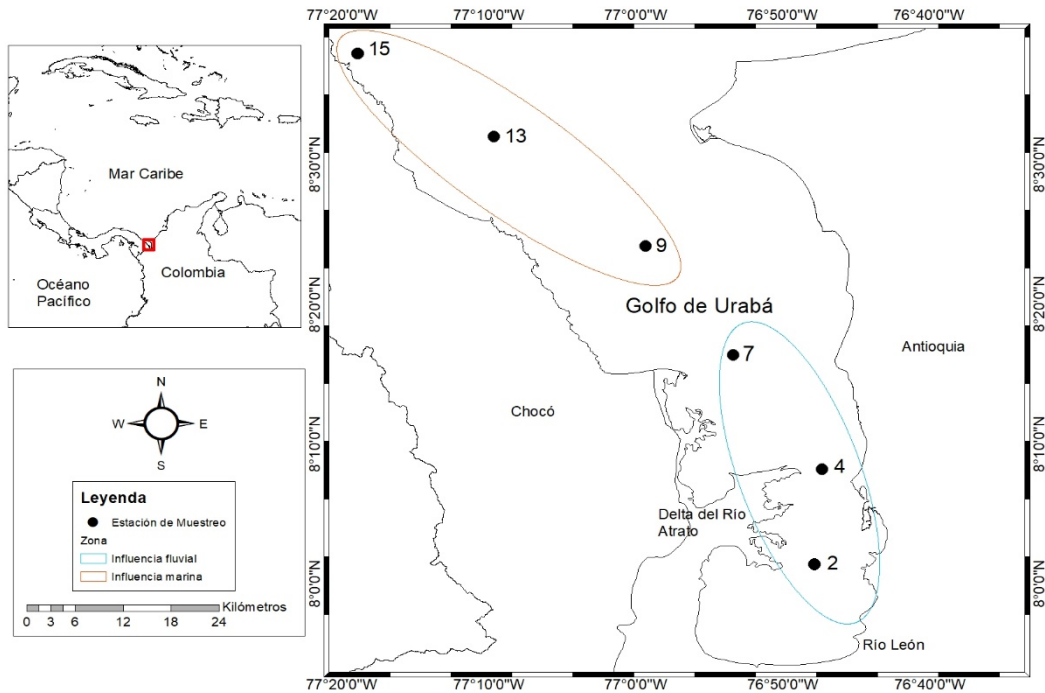 Mar Caribe
Océano
Pacífico
Colombia
N
W
E
S
Leyenda
Estación de Muestreo
Zona
Influencia fluvial
Influencia marina
Kilómetros
0 3 6 12 18 24
77°20'0"W 77°10'0"W 77°0'0"W 76°50'0"W 76°40'0"W
8°30'0"N
8°20'0"N
8°10'0"N
8°0'0"N
15
13
9
Golfo de Urabá
7
Antioquia
Chocó
4
Delta del Río
Atrato
2
Río León
8°30'0"N
8°20'0"N
8°10'0"N
8°0'0"N
77°20'0"W 77°10'0"W 77°0'0"W 76°50'0"W 76°40'0"W